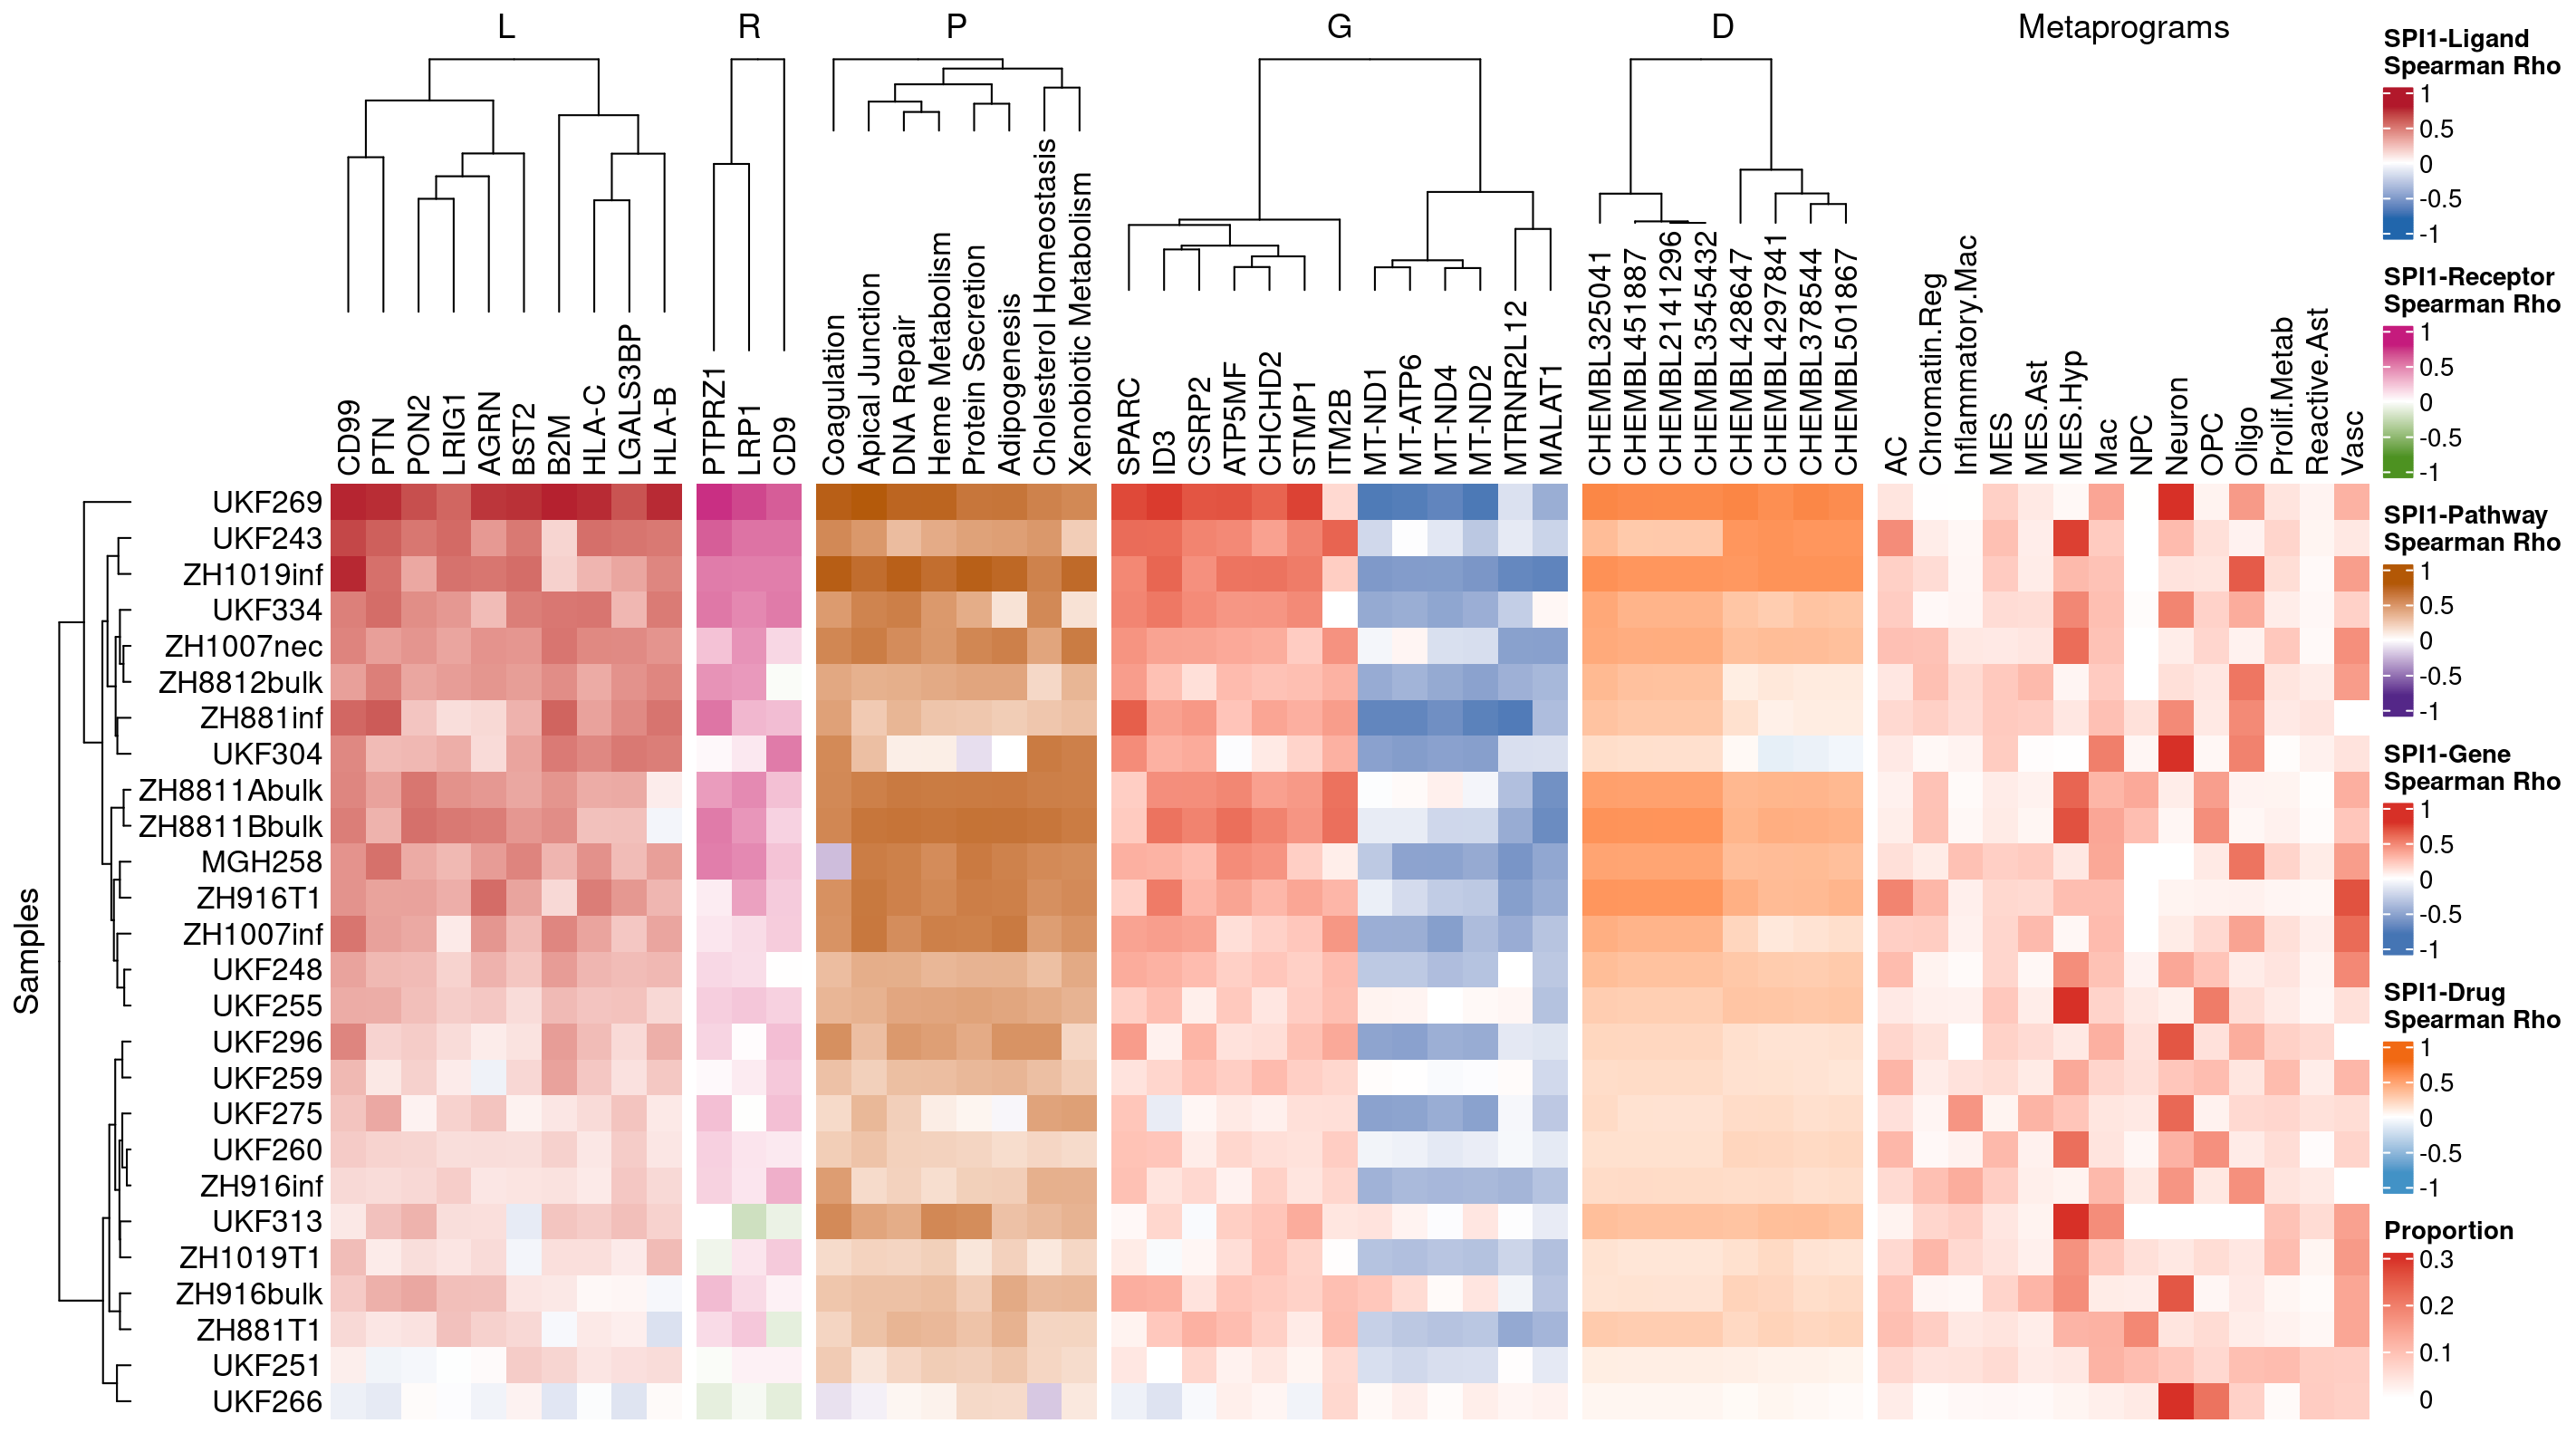 L
R
P
G
D
Metaprograms
CD99
PTN
PON2
LRIG1
AGRN
BST2
B2M
HLA-C
LGALS3BP
HLA-B
PTPRZ1
LRP1
CD9
Coagulation
Apical Junction
DNA Repair
Heme Metabolism
Protein Secretion
Adipogenesis
Cholesterol Homeostasis
Xenobiotic Metabolism
SPARC
ID3
CSRP2
ATP5MF
CHCHD2
STMP1
ITM2B
MT-ND1
MT-ATP6
MT-ND4
MT-ND2
MTRNR2L12
MALAT1
CHEMBL325041
CHEMBL451887
CHEMBL2141296
CHEMBL3545432
CHEMBL428647
CHEMBL4297841
CHEMBL378544
CHEMBL501867
AC
Chromatin.Reg
Inflammatory.Mac
MES
MES.Ast
MES.Hyp
Mac
NPC
Neuron
OPC
Oligo
Prolif.Metab
Reactive.Ast
Vasc
Samples
UKF269
UKF243
ZH1019inf
UKF334
ZH1007nec
ZH8812bulk
ZH881inf
UKF304
ZH8811Abulk
ZH8811Bbulk
MGH258
ZH916T1
ZH1007inf
UKF248
UKF255
UKF296
UKF259
UKF275
UKF260
ZH916inf
UKF313
ZH1019T1
ZH916bulk
ZH881T1
UKF251
UKF266
SPI1-Ligand
Spearman Rho
1
0.5
0
-0.5
-1
SPI1-Receptor
Spearman Rho
1
0.5
0
-0.5
-1
SPI1-Pathway
Spearman Rho
1
0.5
0
-0.5
-1
SPI1-Gene
Spearman Rho
1
0.5
0
-0.5
-1
SPI1-Drug
Spearman Rho
1
0.5
0
-0.5
-1
Proportion
0.3
0.2
0.1
0